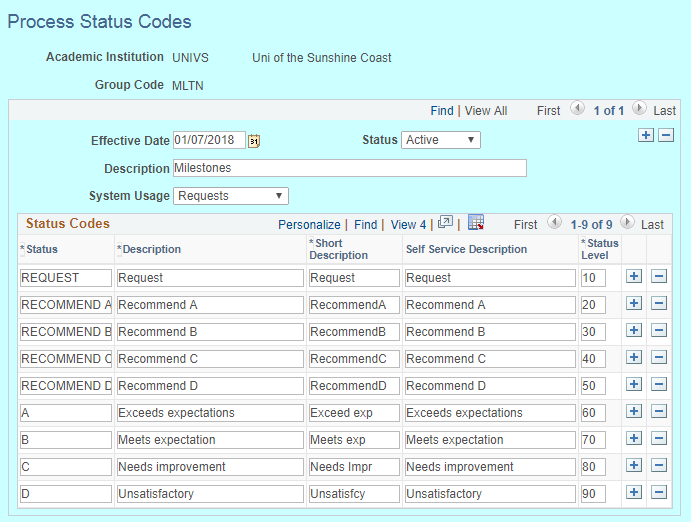 Process Status Codes
Academic Institution UNIVS Uni of the Sunshine Coast
Group Code MLTN
Find | View All First 1 of 1 Last
Effective Date 01/07/2018 31 Status Active
Description Milestones
System Usage Requests
Status Codes Personalize | Find | View 4 | | First 1-9 of 9 Last
*Status *Description *Short Description Self Service Description *Status Level
REQUEST Request Request Request 10
RECOMMEND A Recommend A RecommendA Recommend A 20
RECOMMEND B Recommend B RecommendB Recommend B 30
RECOMMEND C Recommend C RecommendC Recommend C 40
RECOMMEND D Recommend D RecommendD Recommend D 50
A Exceeds expectations Exceed exp Exceeds expectations 60
B Meets expectation Meets exp Meets expectation 70
C Needs improvement Needs Impr Needs improvement 80
D Unsatisfactory Unsatisfcy Unsatisfactory 90